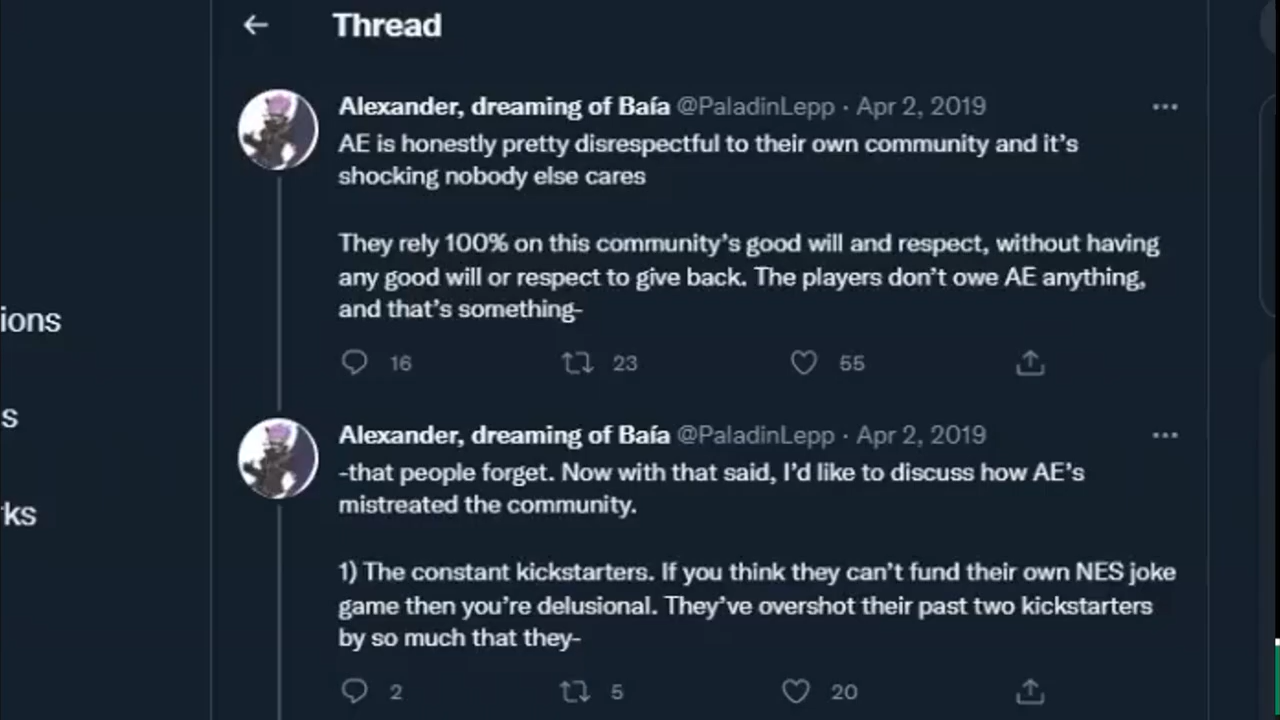 Thread
Alexander, dreaming of Baía @PaladinLepp · Apr 2, 2019
AE is honestly pretty disrespectful to their own community and it's
shocking nobody else cares
They rely 100% on this community's good will and respect, without having
any good will or respect to give back. The players don't owe AE anything,
and that's something-
16 23 55
ions
s
Alexander, dreaming of Baía @PaladinLepp · Apr 2, 2019
-that people forget. Now with that said, I'd like to discuss how AE's
mistreated the community.
rks
1) The constant kickstarters. If you think they can't fund their own NES joke
game then you're delusional. They've overshot their past two kickstarters
by so much that they-
2 5 20